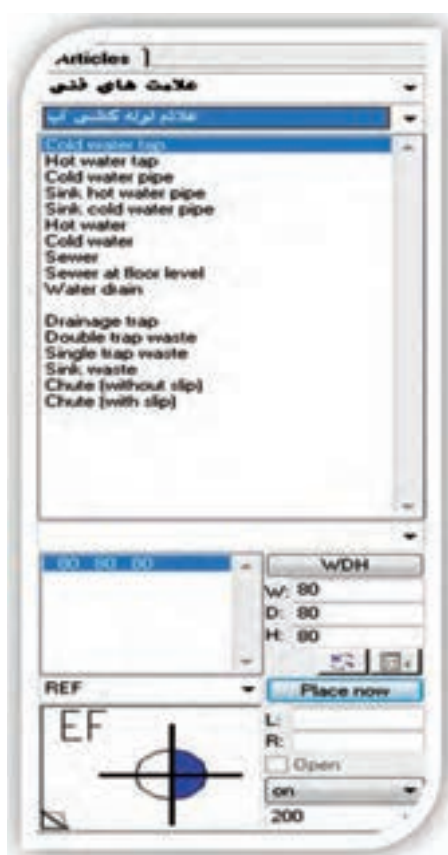 Articles
علامت های فنی
علائم لوله کشی آب
Cold water tap
Hot water tap
Cold water pipe
Sink hot water pipe
Sink cold water pipe
Hot water
Cold water
Sewer
Sewer at floor level
Water drain
Drainage trap
Double trap waste
Single trap waste
Sink waste
Chute (without slip)
Chute (with slip)
80 80 80
WDH
W: 80
D: 80
H: 80
REF
Place now
EF
L:
R:
Open
on
200